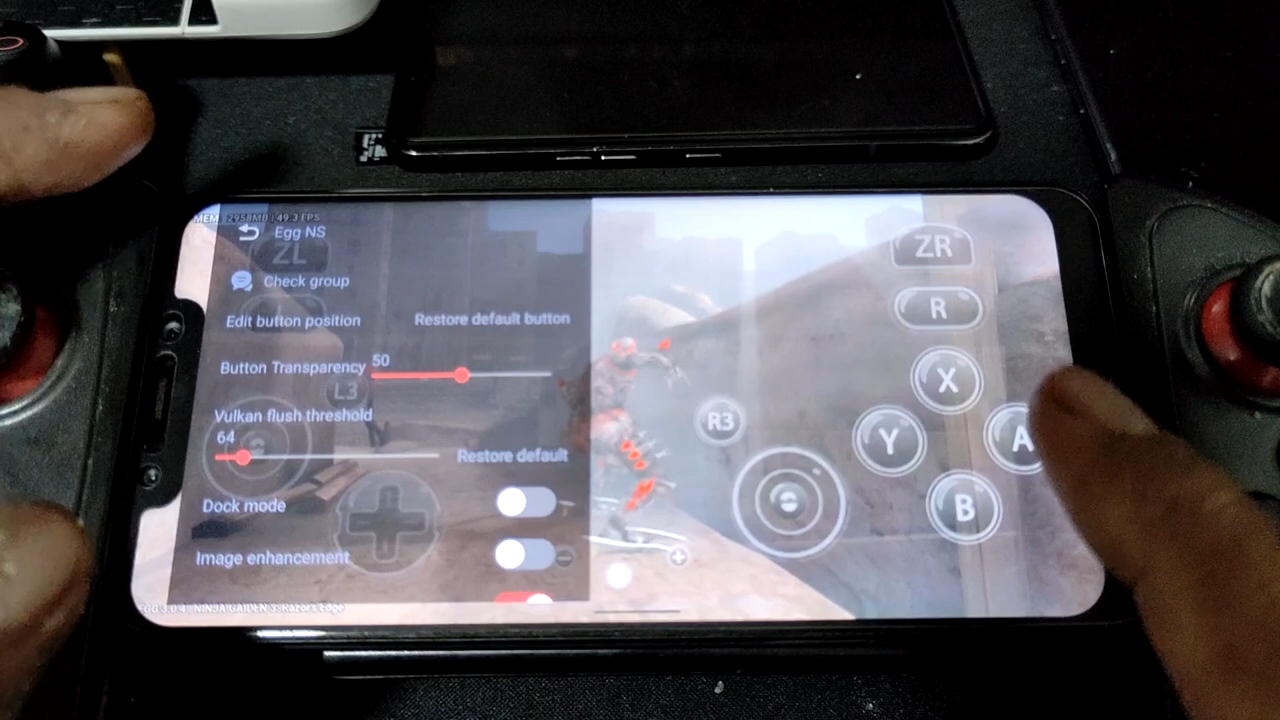 MEM: 2958MB | 49.3 FPS
Egg NS
ZL
ZR
Check group
R
Edit button position
Restore default button
Button Transparency
50
L3
X
Vulkan flush threshold
64
R3
Y
A
Restore default
Dock mode
B
Image enhancement
EGG 3.0.4 : NINJA GAIDEN 3: Razor's Edge